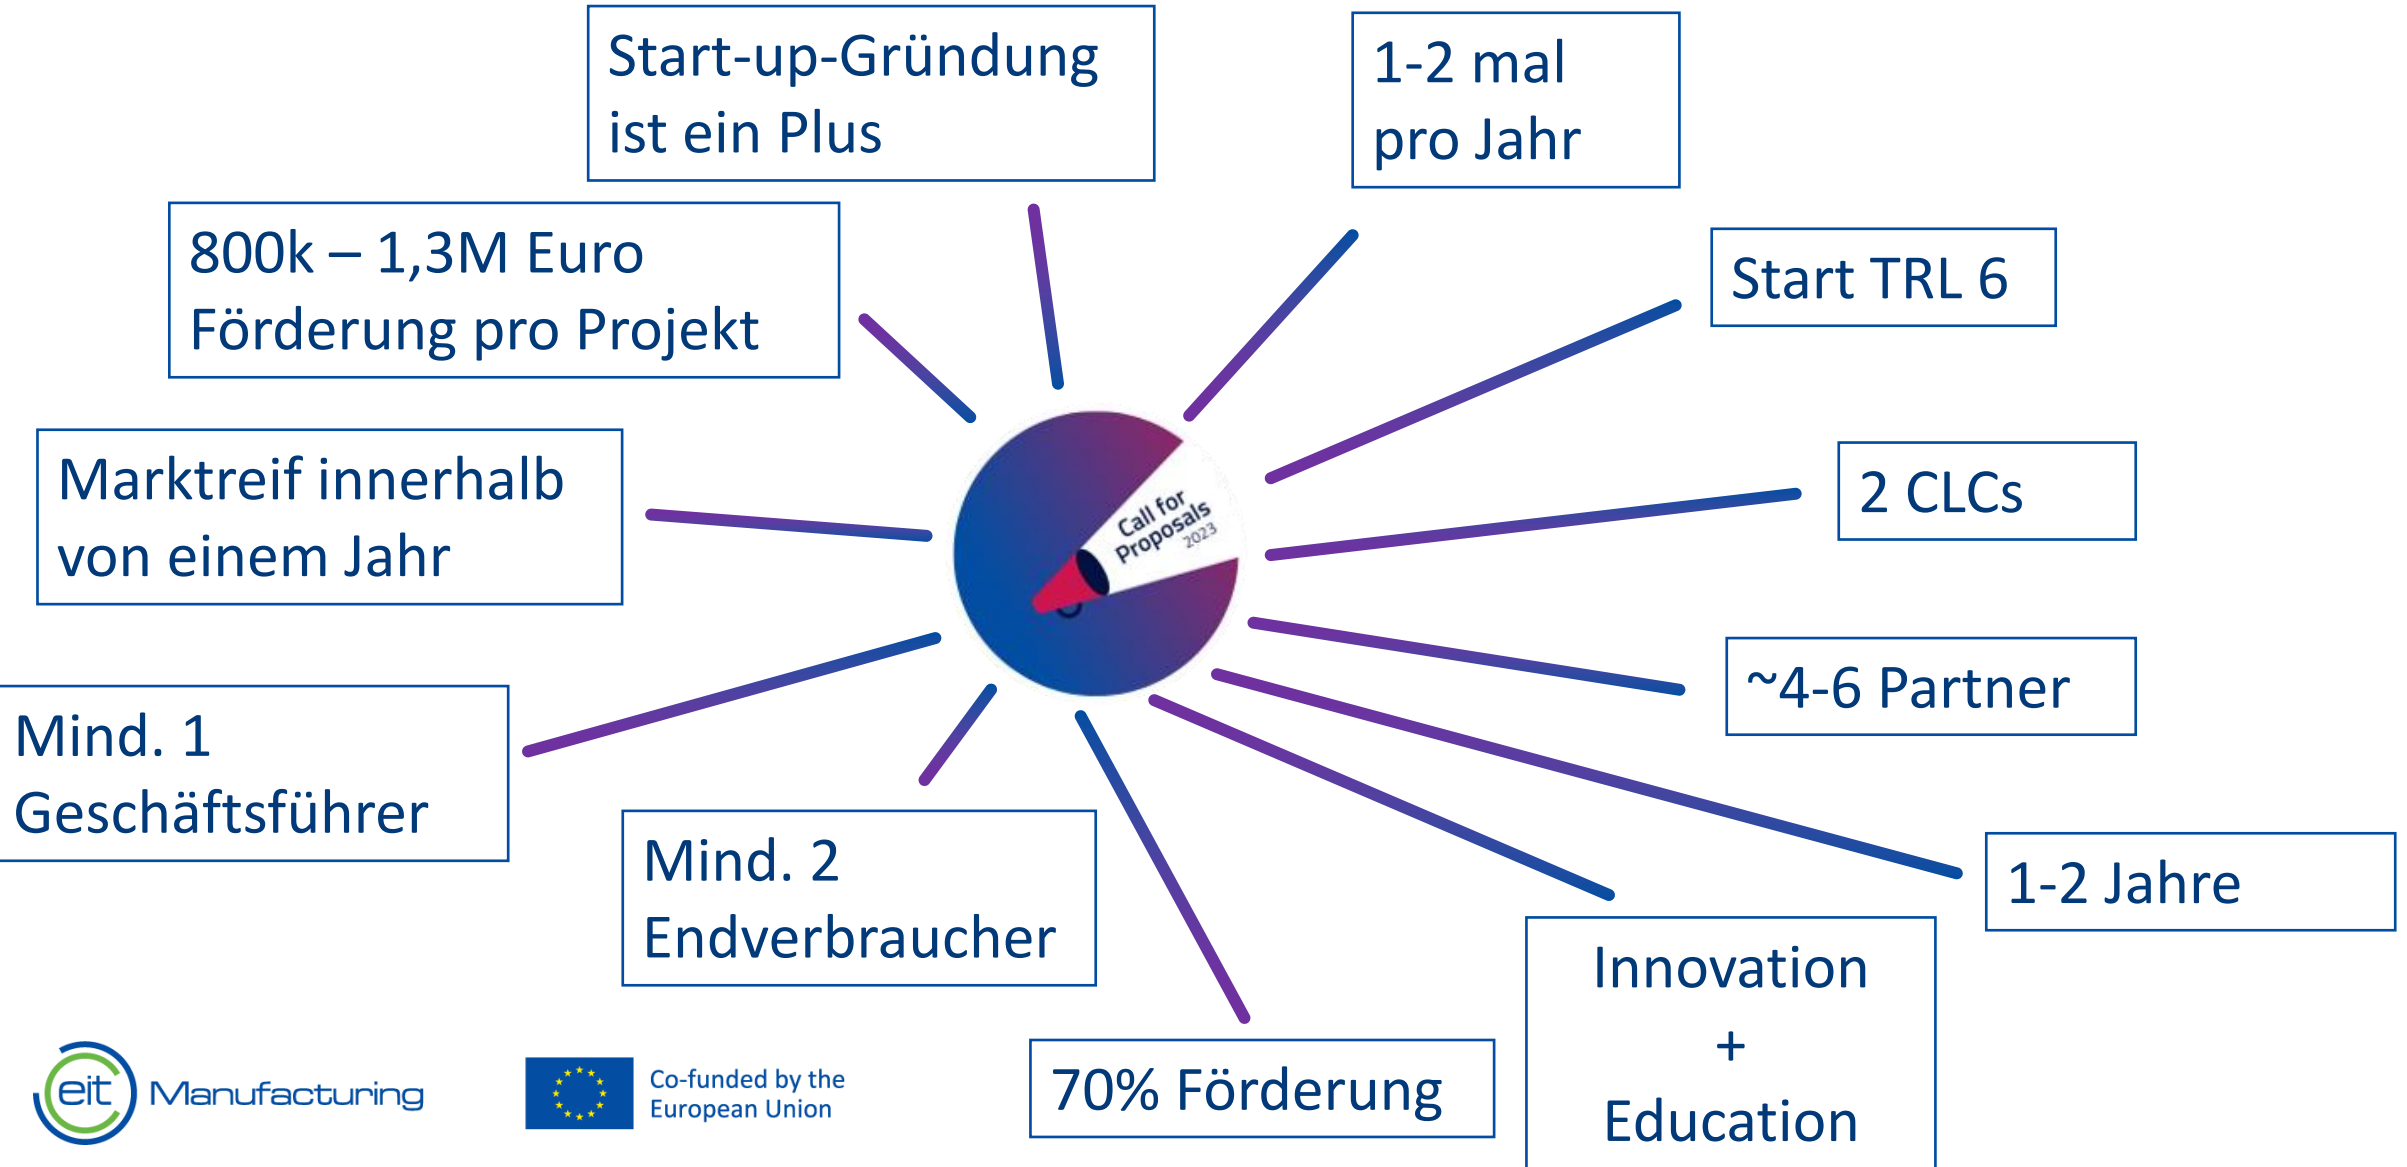 Start-up-Gründung
ist ein Plus
1-2 mal
pro Jahr
800k – 1,3M Euro
Förderung pro Projekt
Start TRL 6
Marktreif innerhalb
von einem Jahr
2 CLCs
Call for
Proposals
2023
Mind. 1
Geschäftsführer
~4-6 Partner
Mind. 2
Endverbraucher
1-2 Jahre
70% Förderung
Innovation
+
Education
eit Manufacturing
Co-funded by the
European Union